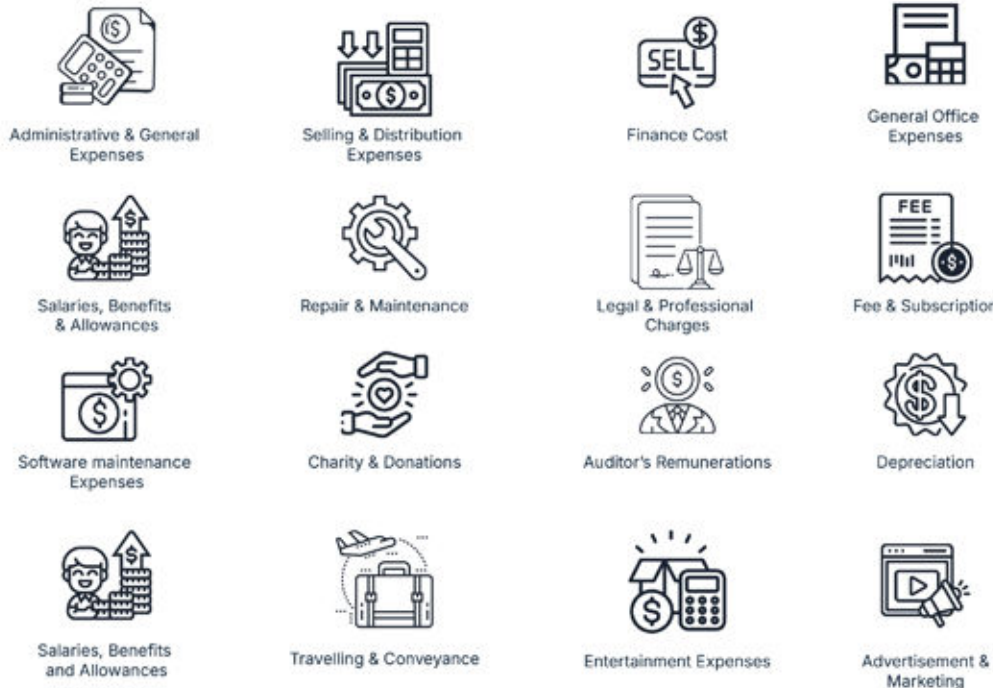 SELL
Administrative & General
Expenses
Selling & Distribution
Expenses
Finance Cost
General Office
Expenses
FEE
Salaries, Benefits
& Allowances
Repair & Maintenance
Legal & Professional
Charges
Fee & Subscription
Software maintenance
Expenses
Charity & Donations
Auditor's Remunerations
Depreciation
Salaries, Benefits
and Allowances
Travelling & Conveyance
Entertainment Expenses
Advertisement &
Marketing